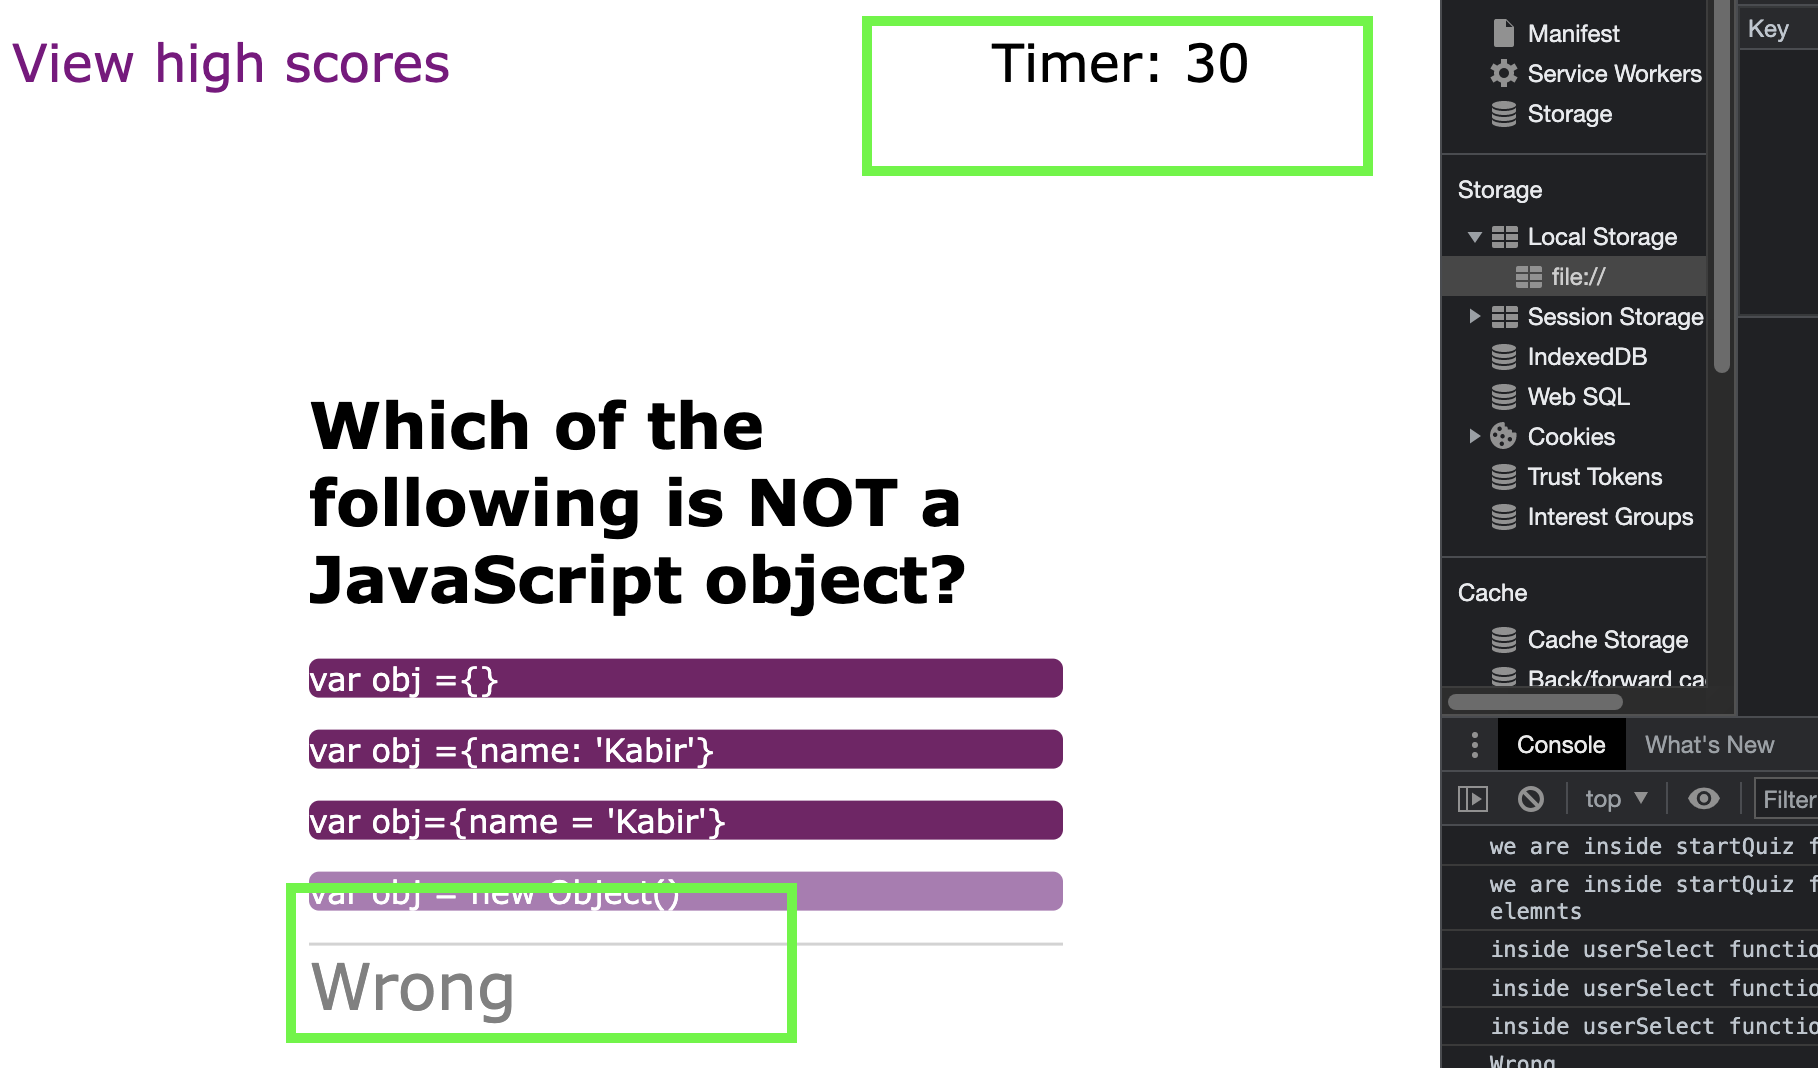 View high scores
Timer: 30
Which of the
following is NOT a
JavaScript object?
var obj ={}
var obj ={name: 'Kabir'}
var obj={name = 'Kabir'}
var obj = new Object()
Wrong
Manifest
Service Workers
Storage
Storage
Local Storage
file://
Session Storage
IndexedDB
Web SQL
Cookies
Trust Tokens
Interest Groups
Cache
Cache Storage
Back/forward ca
Key
Console What's New
top Filter
we are inside startQuiz f
we are inside startQuiz f
elemnts
inside userSelect functio
inside userSelect functio
inside userSelect functio
Wrong